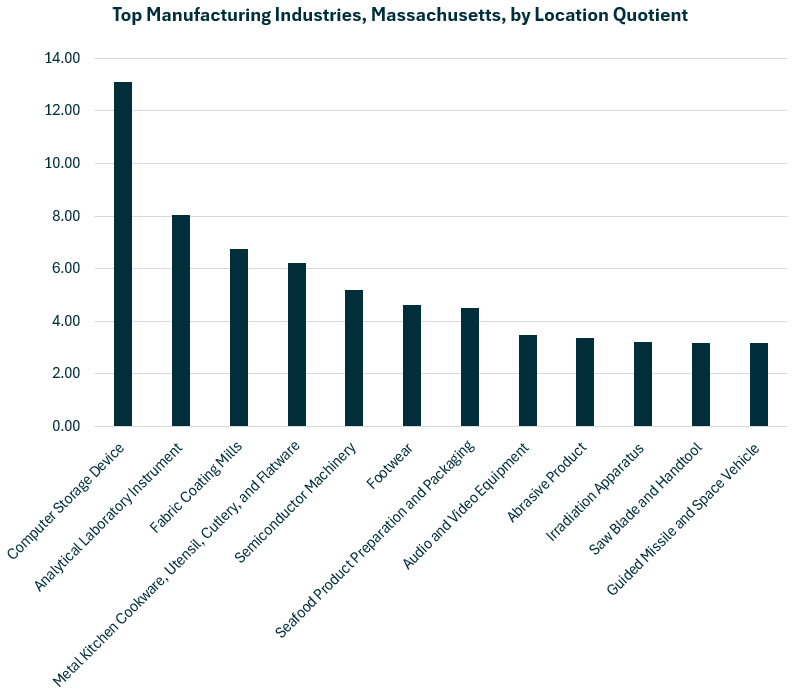 Top Manufacturing Industries, Massachusetts, by Location Quotient
14.00
12.00
10.00
8.00
6.00
4.00
2.00
0.00
Computer Storage Device
Analytical Laboratory Instrument
Fabric Coating Mills
Metal Kitchen Cookware, Utensil, Cutlery, and Flatware
Semiconductor Machinery
Footwear
Seafood Product Preparation and Packaging
Audio and Video Equipment
Abrasive Product
Irradiation Apparatus
Saw Blade and Handtool
Guided Missile and Space Vehicle